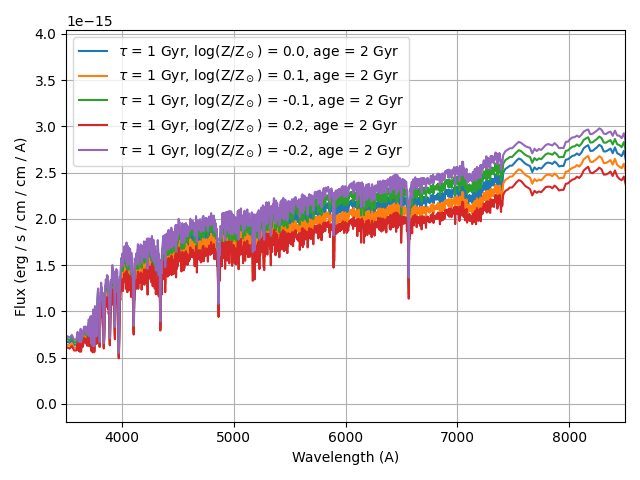 1e−15
4.0
3.5
3.0
2.5
2.0
1.5
1.0
0.5
0.0
Flux (erg / s / cm / cm / A)
τ = 1 Gyr, log(Z/Z⊙) = 0.0, age = 2 Gyr
τ = 1 Gyr, log(Z/Z⊙) = 0.1, age = 2 Gyr
τ = 1 Gyr, log(Z/Z⊙) = -0.1, age = 2 Gyr
τ = 1 Gyr, log(Z/Z⊙) = 0.2, age = 2 Gyr
τ = 1 Gyr, log(Z/Z⊙) = -0.2, age = 2 Gyr
4000 5000 6000 7000 8000
Wavelength (A)